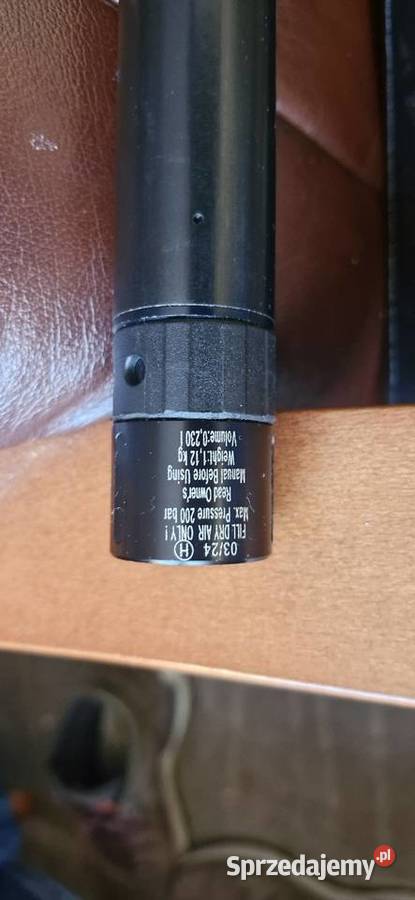 03/24 Ⓗ
FILL DRY AIR ONLY!
Max. Pressure 200 bar
Read Owner's
Manual Before Using
Weight:1,12 kg
Volume:0,230 l
Sprzedajemy.pl